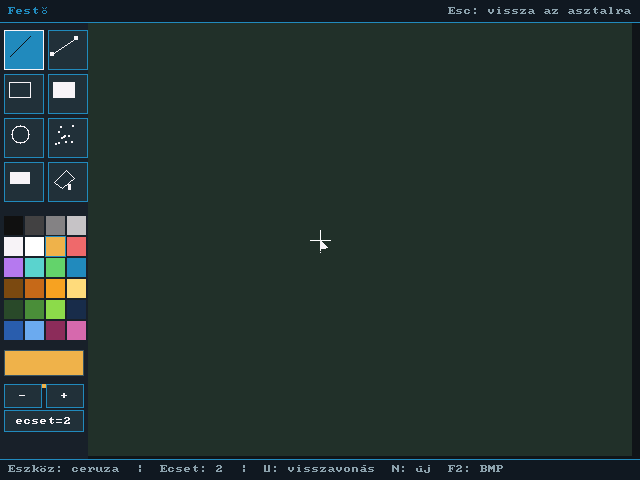 Festő
Esc: vissza az asztalra
- +
ecset=2
Eszköz: ceruza | Ecset: 2 | U: visszavonás N: új F2: BMP